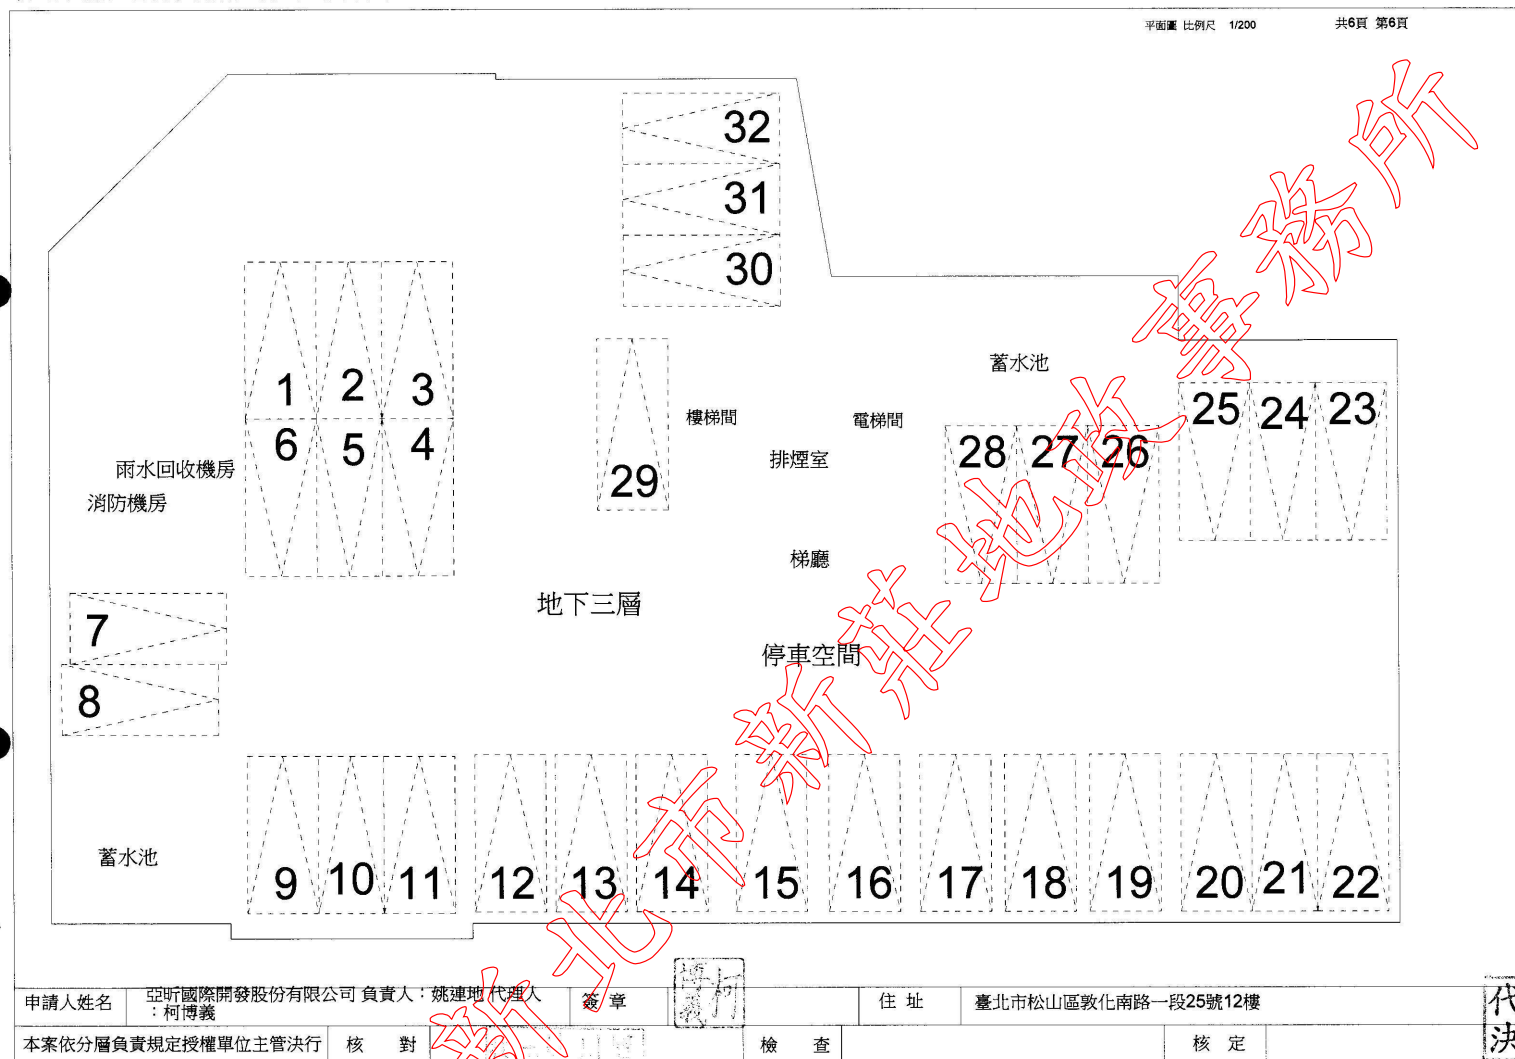 平面圖 比例尺 1/200 共6頁 第6頁
32
31
30
1 2 3
6 5 4
29
樓梯間
電梯間
排煙室
蓄水池
25 24 23
28 27 26
雨水回收機房
消防機房
梯廳
地下三層
停車空間
7
8
蓄水池
9 10 11 12 13 14 15 16 17 18 19 20 21 22
新北市新莊地政事務所
申請人姓名 亞昕國際開發股份有限公司 負責人：姚連地 代理人
：柯博義
簽章 住址 臺北市松山區敦化南路一段25號12樓
本案依分層負責規定授權單位主管決行 核對 檢查 核定
代
決